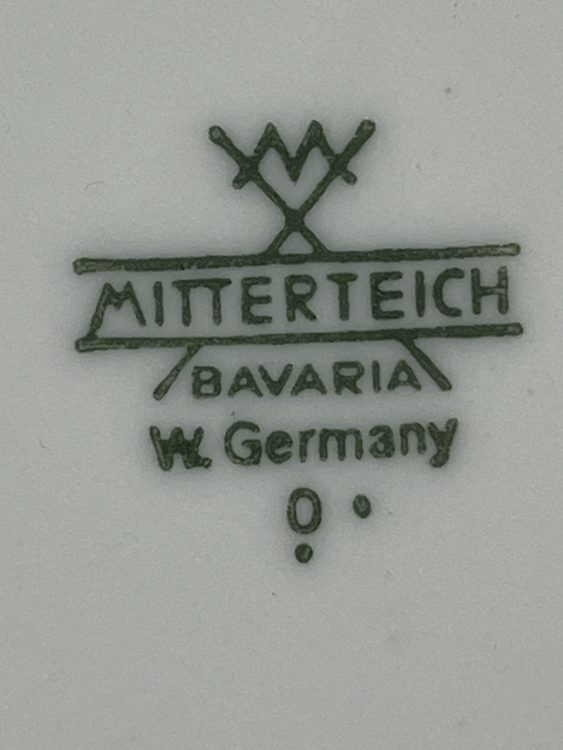 M
MITTERTEICH
BAVARIA
W. Germany
0